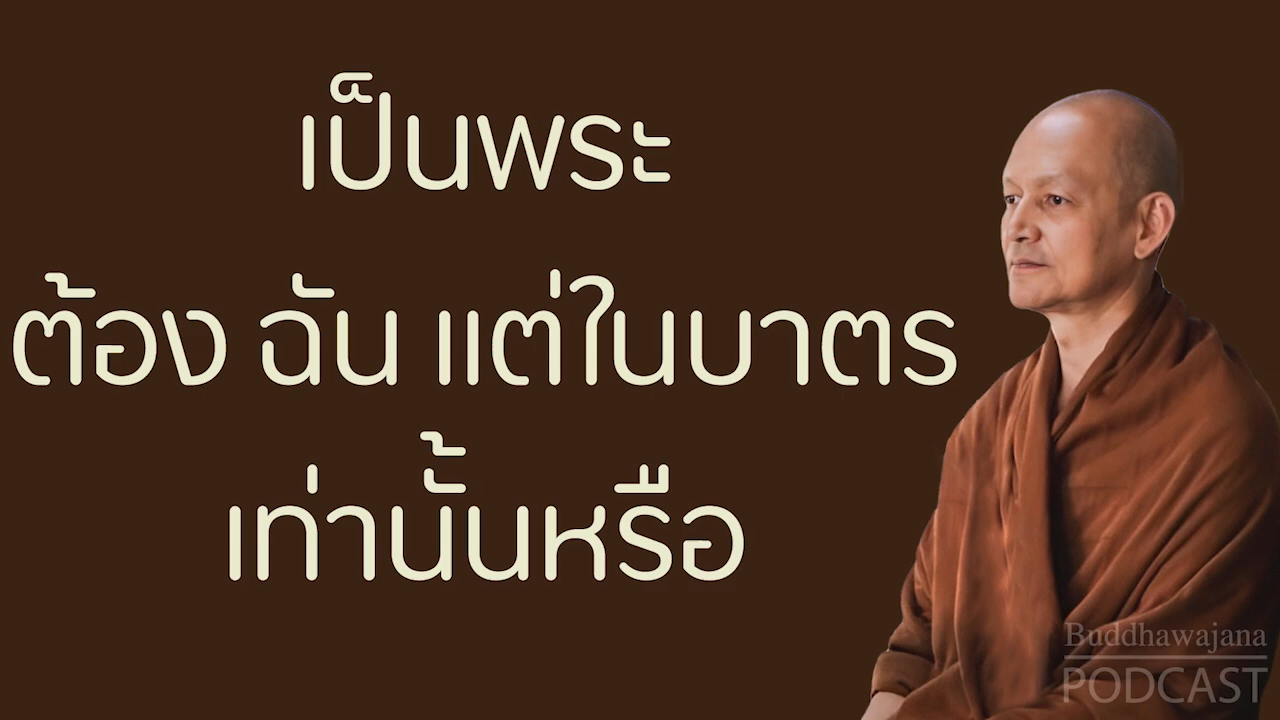 เป็นพระ
ต้อง ฉัน แต่ในบาตร
เท่านั้นหรือ
Buddhawajana
PODCAST